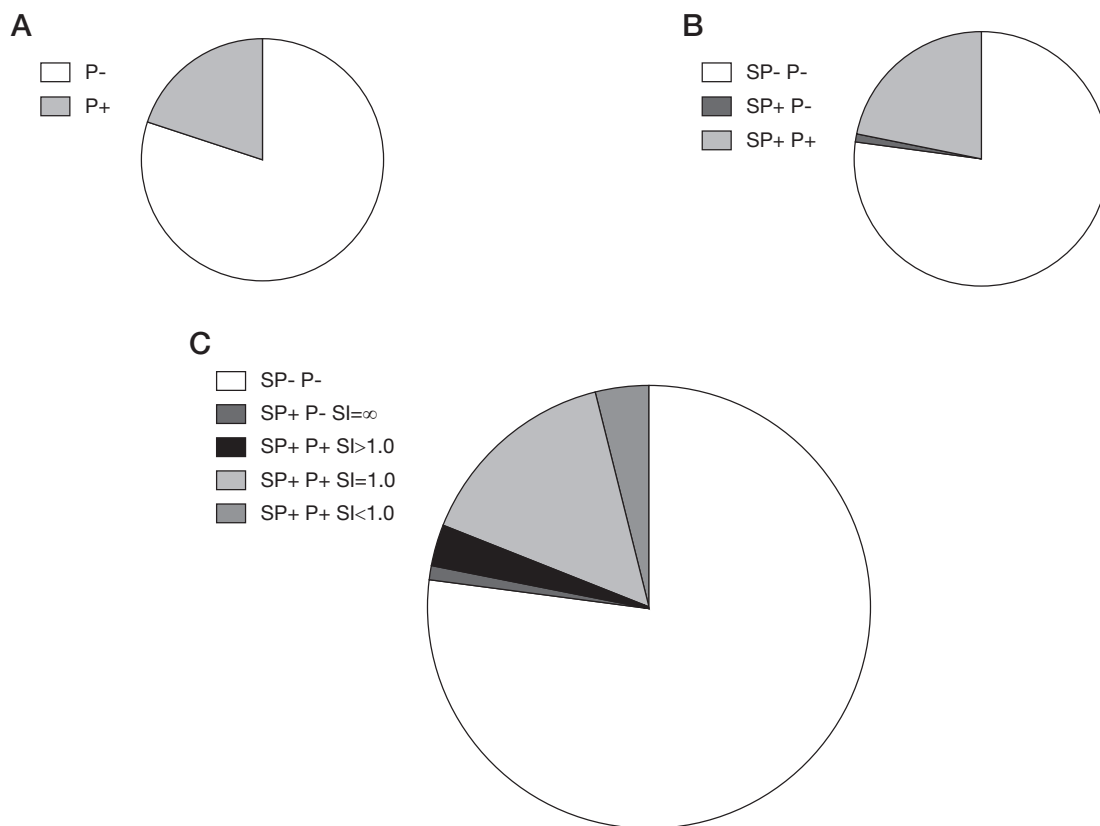 A
P-
P+
B
SP- P-
SP+ P-
SP+ P+
C
SP- P-
SP+ P- SI=∞
SP+ P+ SI>1.0
SP+ P+ SI=1.0
SP+ P+ SI<1.0